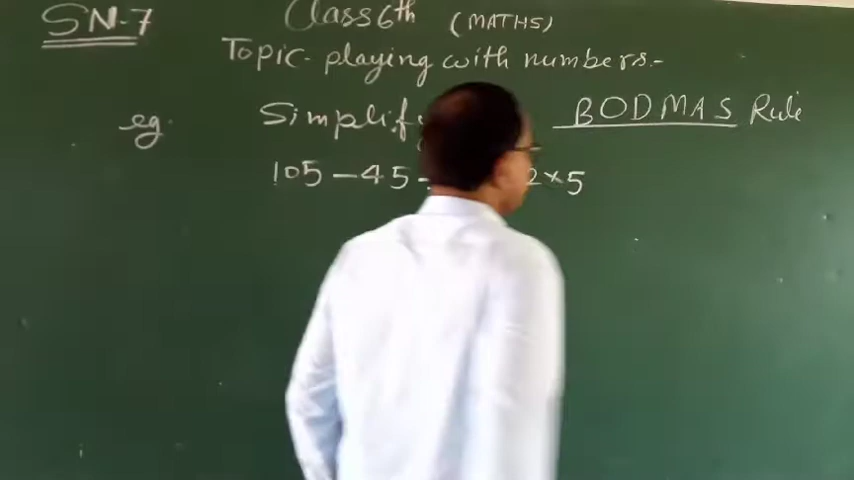 SN-7
Class 6th (MATHS)
Topic- playing with numbers.-
eg. Simplify BODMAS Rule
105 - 45 - 2 × 5